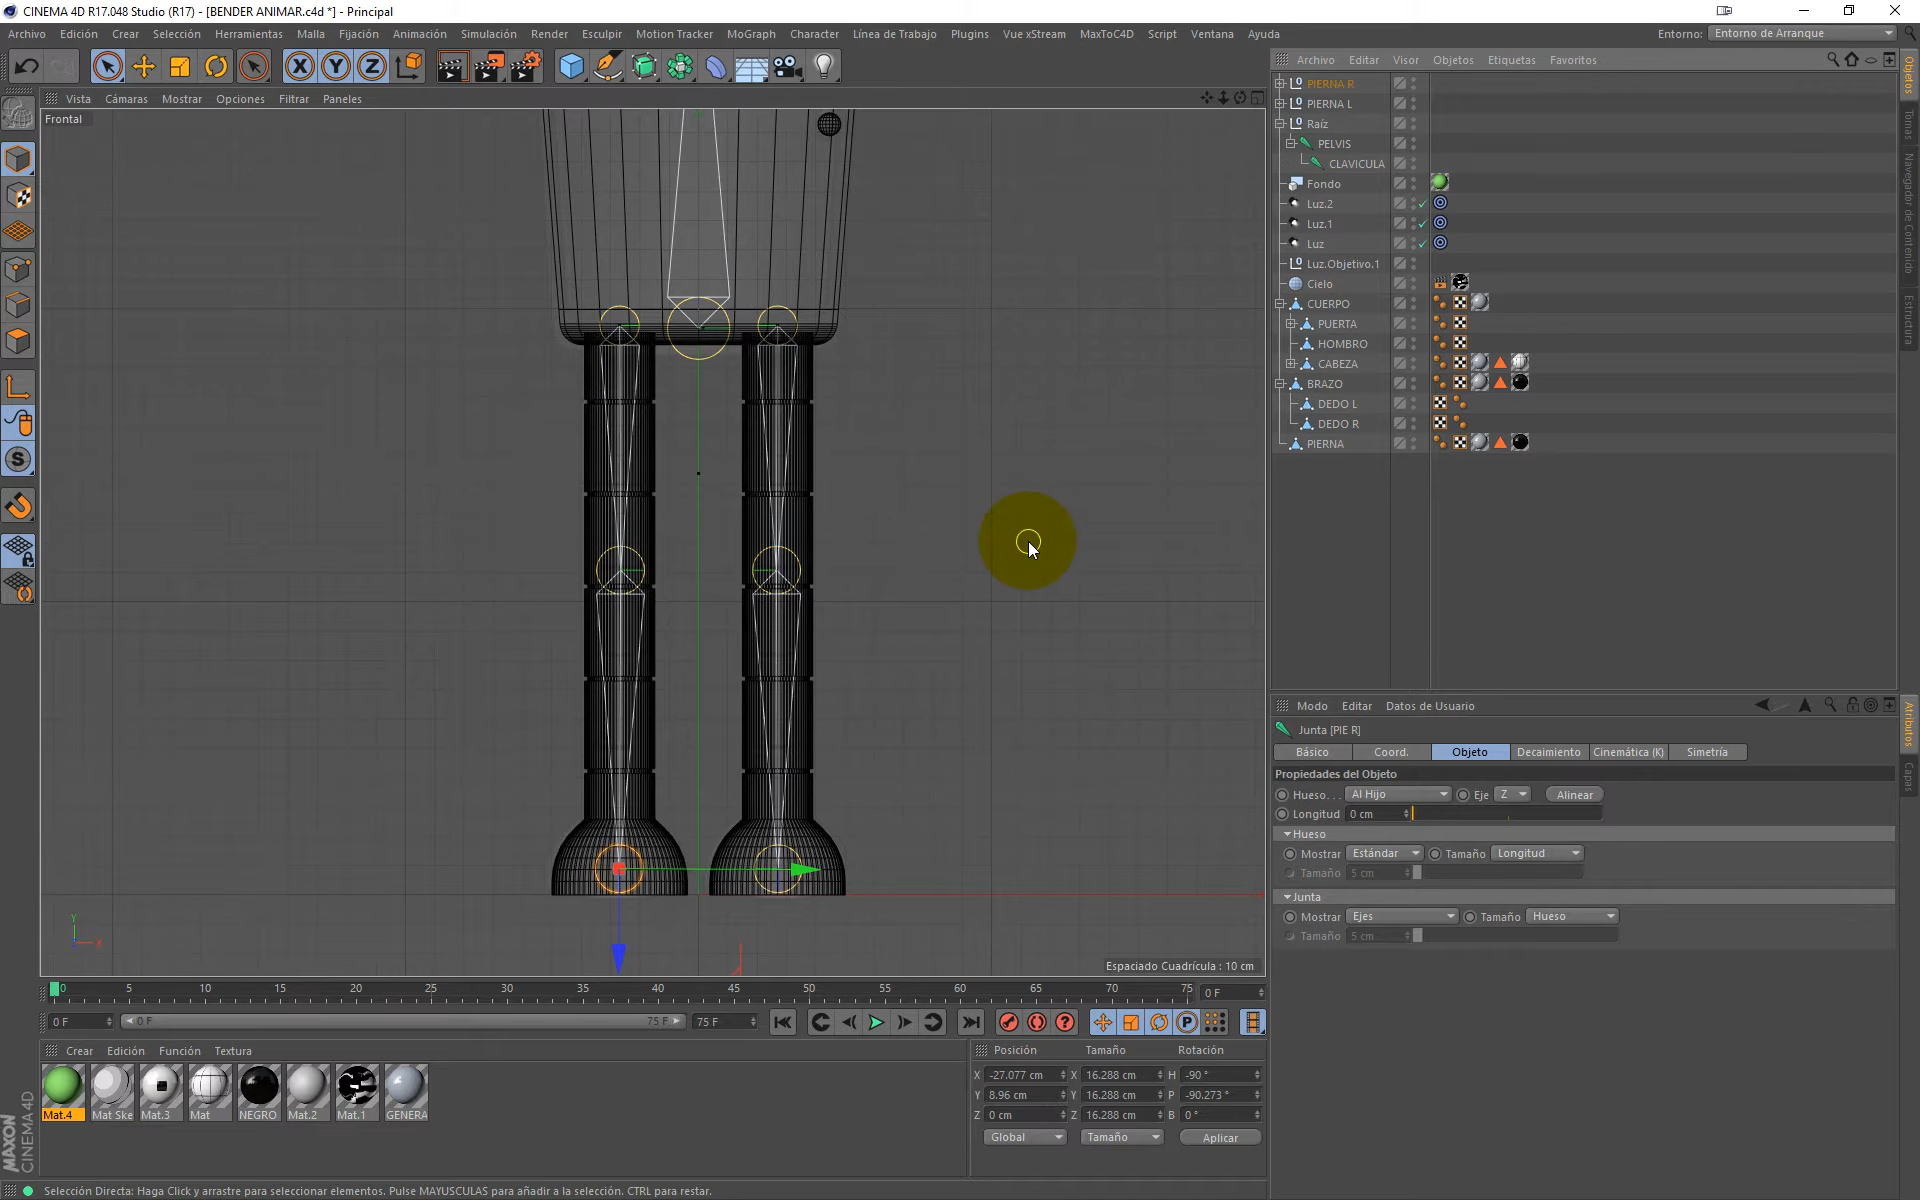 CINEMA 4D R17.048 Studio (R17) - [BENDER ANIMAR.c4d *] - Principal
Archivo Edición Crear Selección Herramientas Malla Fijación Animación Simulación Render Esculpir Motion Tracker MoGraph Character Línea de Trabajo Plugins Vue xStream MaxToC4D Script Ventana Ayuda Entorno: Entorno de Arranque
Vista Cámaras Mostrar Opciones Filtrar Paneles
Frontal
Espaciado Cuadrícula : 10 cm
Archivo Editar Visor Objetos Etiquetas Favoritos
PIERNA R
PIERNA L
Raíz
PELVIS
CLAVICULA
Fondo
Luz.2
Luz.1
Luz
Luz.Objetivo.1
Cielo
CUERPO
PUERTA
HOMBRO
CABEZA
BRAZO
DEDO L
DEDO R
PIERNA
Objetos
Tomas
Navegador de Contenido
Estructura
Modo Editar Datos de Usuario
Junta [PIE R]
Básico Coord. Objeto Decaimiento Cinemática (K) Simetría
Propiedades del Objeto
Hueso. . . Al Hijo Eje Z Alinear
Longitud 0 cm
Hueso
Mostrar Estándar Tamaño Longitud
Tamaño 5 cm
Junta
Mostrar Ejes Tamaño Hueso
Tamaño 5 cm
Atributos
Capas
0 5 10 15 20 25 30 35 40 45 50 55 60 65 70 75 0 F
0 F 0 F 75 F 75 F
Crear Edición Función Textura
Mat.4 Mat Ske Mat.3 Mat NEGRO Mat.2 Mat.1 GENERA
Posición Tamaño Rotación
X -27.077 cm X 16.288 cm H -90 °
Y 8.96 cm Y 16.288 cm P -90.273 °
Z 0 cm Z 16.288 cm B 0 °
Global Tamaño Aplicar
MAXON
CINEMA 4D
Selección Directa: Haga Click y arrastre para seleccionar elementos. Pulse MAYUSCULAS para añadir a la selección. CTRL para restar.